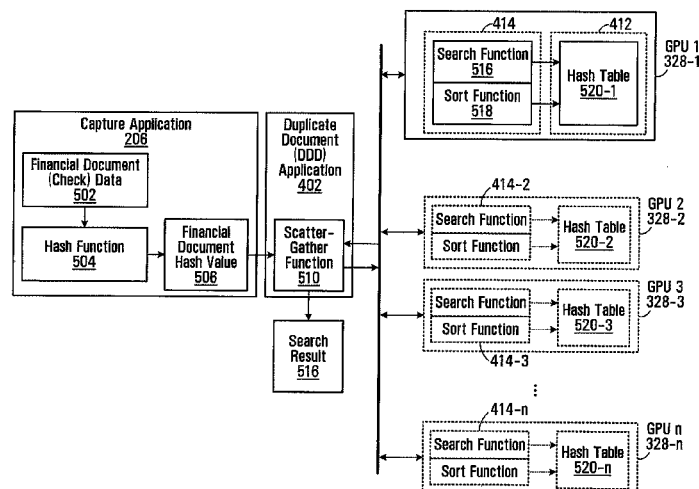 Capture Application
206
Financial Document
(Check) Data
502
Hash Function
504
Financial
Document
Hash Value
506
Duplicate
Document
(DDD)
Application
402
Scatter-
Gather
Function
510
Search
Result
516
414
412
Search Function
516
Sort Function
518
Hash Table
520-1
GPU 1
328-1
414-2
Search Function
Sort Function
Hash Table
520-2
GPU 2
328-2
Search Function
Sort Function
414-3
Hash Table
520-3
GPU 3
328-3
...
414-n
Search Function
Sort Function
Hash Table
520-n
GPU n
328-n